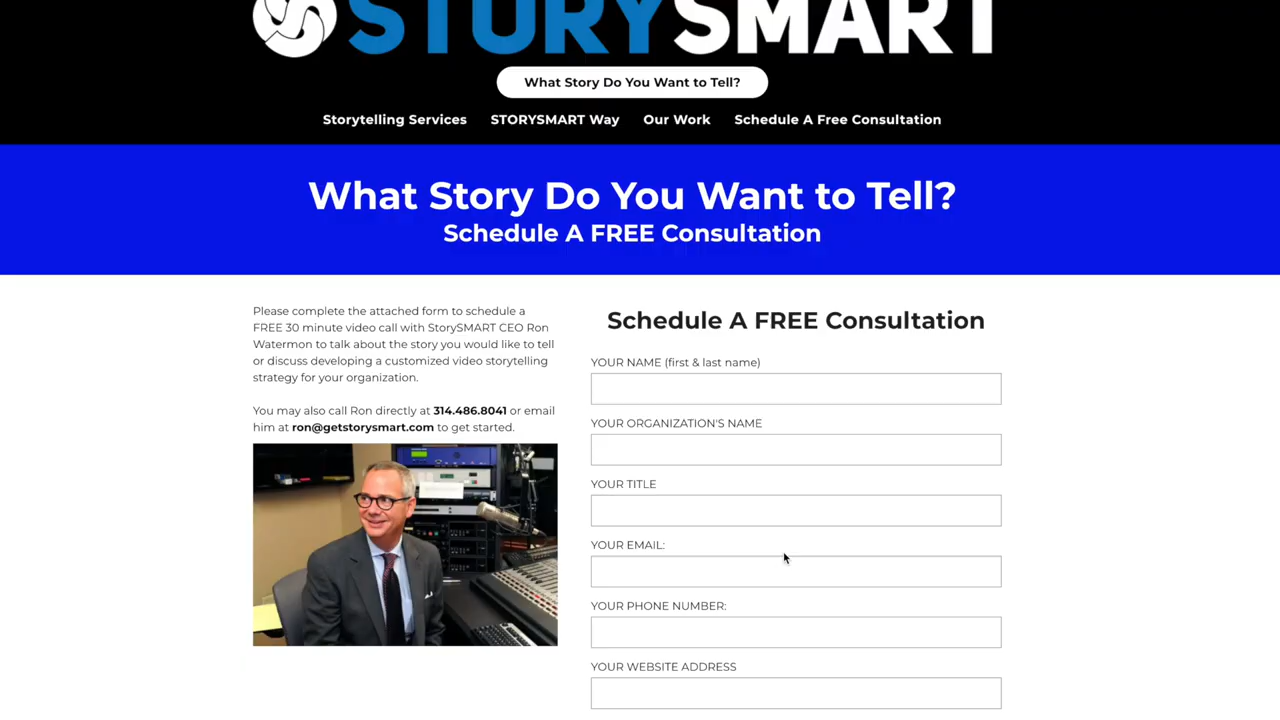 STORYSMART
What Story Do You Want to Tell?
Storytelling Services STORYSMART Way Our Work Schedule A Free Consultation
What Story Do You Want to Tell?
Schedule A FREE Consultation
Please complete the attached form to schedule a
FREE 30 minute video call with StorySMART CEO Ron
Watermon to talk about the story you would like to tell
or discuss developing a customized video storytelling
strategy for your organization.
You may also call Ron directly at 314.486.8041 or email
him at ron@getstorysmart.com to get started.
Schedule A FREE Consultation
YOUR NAME (first & last name)
YOUR ORGANIZATION'S NAME
YOUR TITLE
YOUR EMAIL:
YOUR PHONE NUMBER:
YOUR WEBSITE ADDRESS